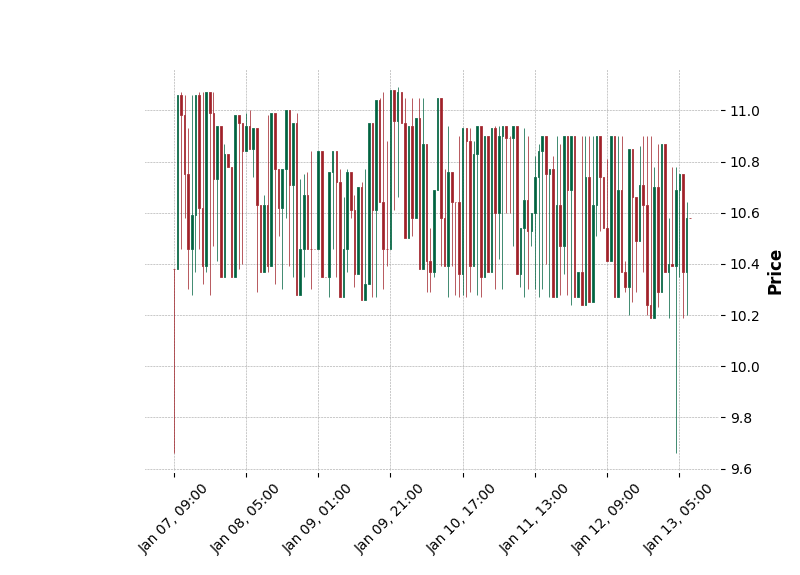 11.0
10.8
10.6
10.4
10.2
10.0
9.8
9.6
Price
Jan 07, 09:00
Jan 08, 05:00
Jan 09, 01:00
Jan 09, 21:00
Jan 10, 17:00
Jan 11, 13:00
Jan 12, 09:00
Jan 13, 05:00